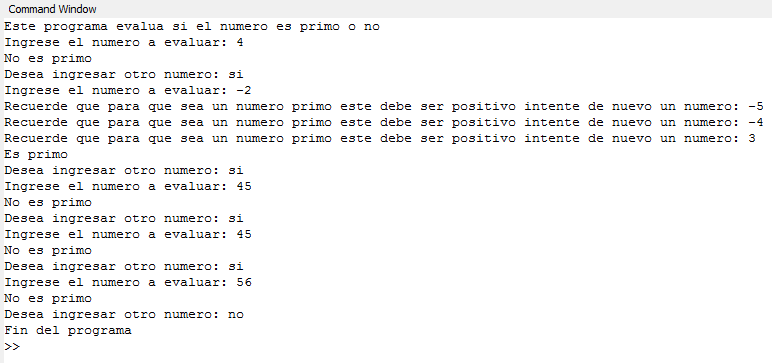 Command Window
Este programa evalua si el numero es primo o no
Ingrese el numero a evaluar: 4
No es primo
Desea ingresar otro numero: si
Ingrese el numero a evaluar: -2
Recuerde que para que sea un numero primo este debe ser positivo intente de nuevo un numero: -5
Recuerde que para que sea un numero primo este debe ser positivo intente de nuevo un numero: -4
Recuerde que para que sea un numero primo este debe ser positivo intente de nuevo un numero: 3
Es primo
Desea ingresar otro numero: si
Ingrese el numero a evaluar: 45
No es primo
Desea ingresar otro numero: si
Ingrese el numero a evaluar: 45
No es primo
Desea ingresar otro numero: si
Ingrese el numero a evaluar: 56
No es primo
Desea ingresar otro numero: no
Fin del programa
>>